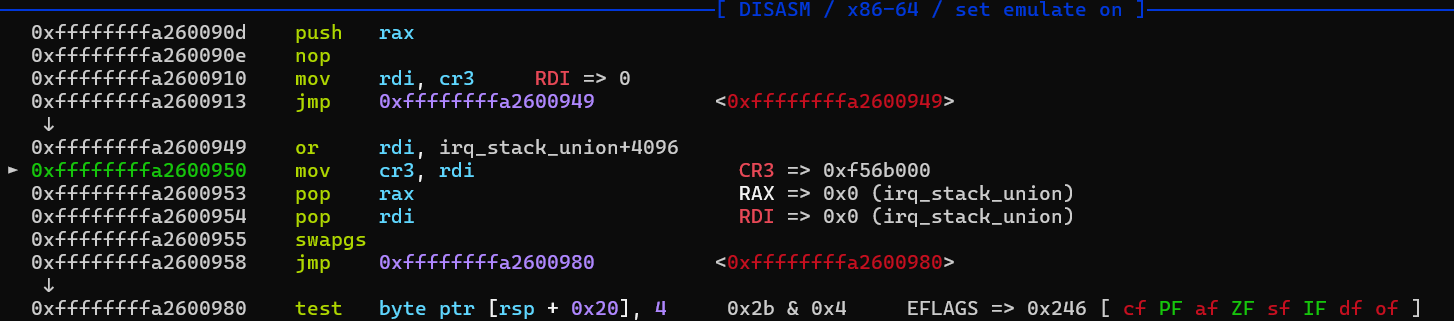 [ DISASM / x86-64 / set emulate on ]
0xffffffffa260090d push rax
0xffffffffa260090e nop
0xffffffffa2600910 mov rdi, cr3 RDI => 0
0xffffffffa2600913 jmp 0xffffffffa2600949 <0xffffffffa2600949>
↓
0xffffffffa2600949 or rdi, irq_stack_union+4096
► 0xffffffffa2600950 mov cr3, rdi CR3 => 0xf56b000
0xffffffffa2600953 pop rax RAX => 0x0 (irq_stack_union)
0xffffffffa2600954 pop rdi RDI => 0x0 (irq_stack_union)
0xffffffffa2600955 swapgs
0xffffffffa2600958 jmp 0xffffffffa2600980 <0xffffffffa2600980>
↓
0xffffffffa2600980 test byte ptr [rsp + 0x20], 4 0x2b & 0x4 EFLAGS => 0x246 [ cf PF af ZF sf IF df of ]